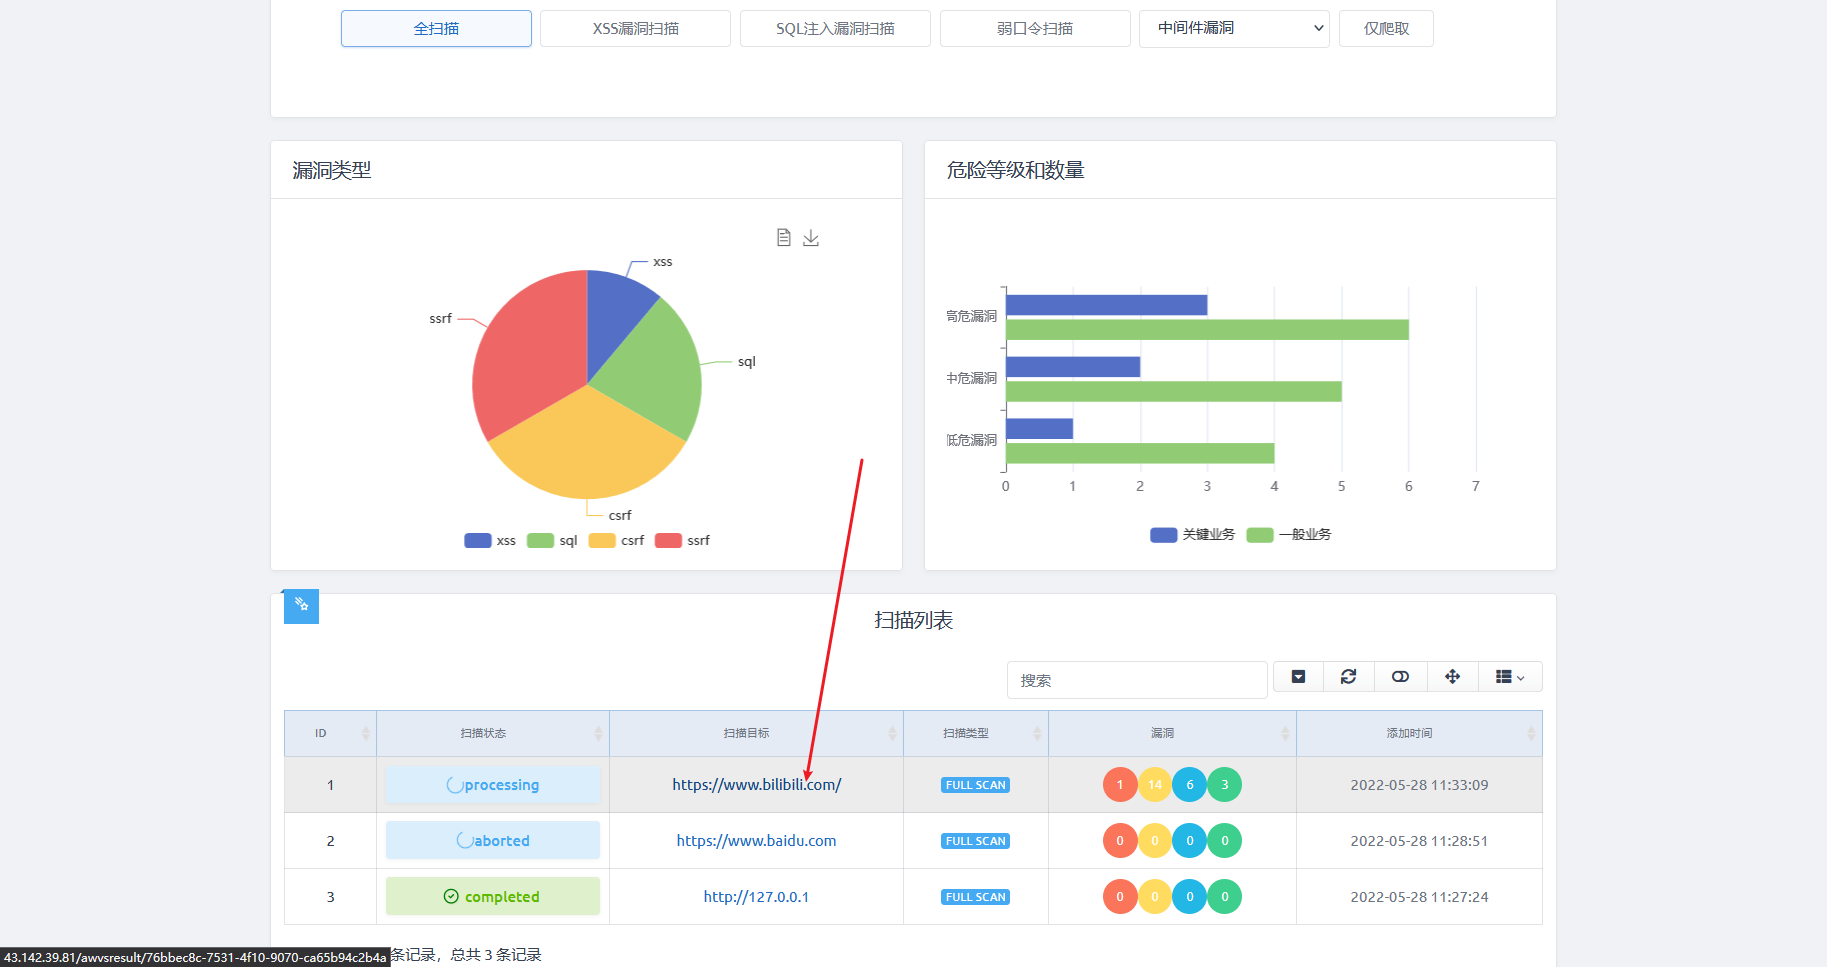 全扫描 XSS漏洞扫描 SQL注入漏洞扫描 弱口令扫描 中间件漏洞 仅爬取
漏洞类型
xss
ssrf
sql
csrf
xss sql csrf ssrf
危险等级和数量
高危漏洞
中危漏洞
低危漏洞
0 1 2 3 4 5 6 7
关键业务 一般业务
扫描列表
搜索
ID 扫描状态 扫描目标 扫描类型 漏洞 添加时间
1 processing https://www.bilibili.com/ FULL SCAN 1 14 6 3 2022-05-28 11:33:09
2 aborted https://www.baidu.com FULL SCAN 0 0 0 0 2022-05-28 11:28:51
3 completed http://127.0.0.1 FULL SCAN 0 0 0 0 2022-05-28 11:27:24
条记录，总共 3 条记录
43.142.39.81/awvsresult/76bbec8c-7531-4f10-9070-ca65b94c2b4a